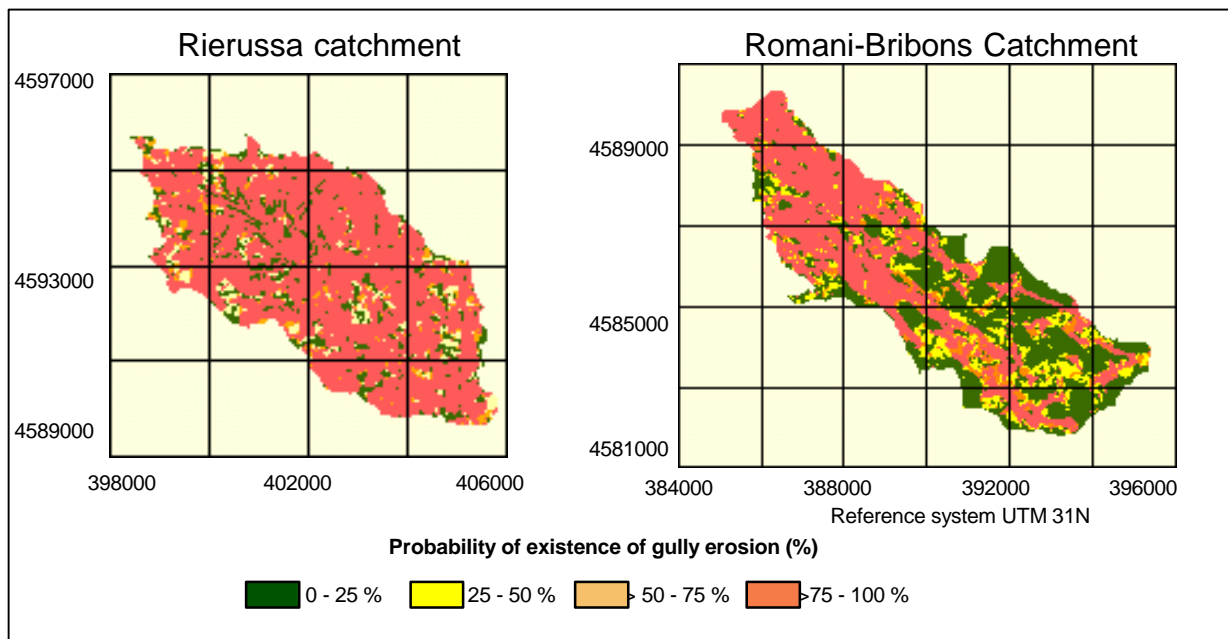 Rierussa catchment
Romani-Bribons Catchment
4597000
4593000
4589000
398000 402000 406000
4589000
4585000
4581000
384000 388000 392000 396000
Reference system UTM 31N
Probability of existence of gully erosion (%)
0 - 25 % 25 - 50 % > 50 - 75 % >75 - 100 %